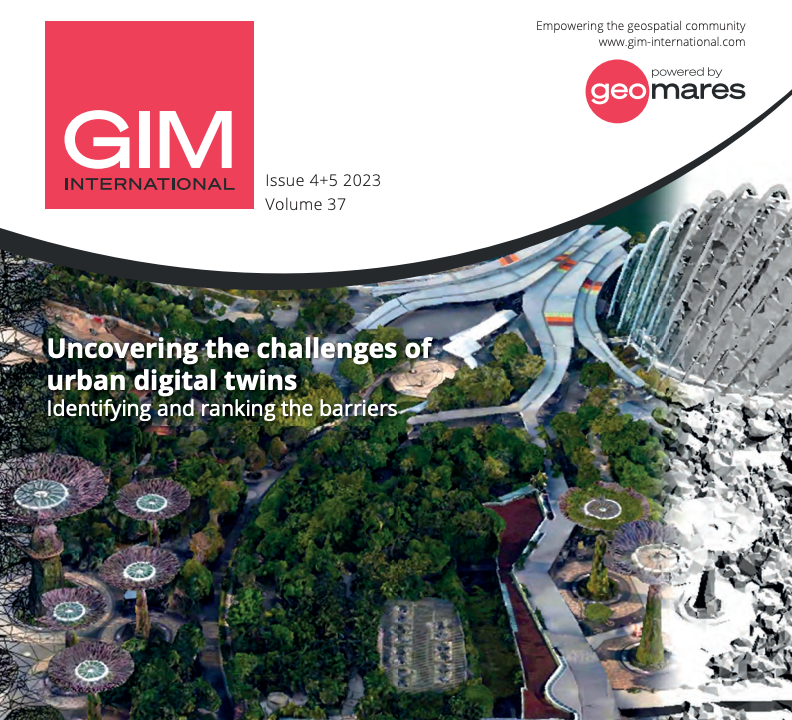 Empowering the geospatial community
www.gim-international.com
powered by
geomares
GIM
INTERNATIONAL
Issue 4+5 2023
Volume 37
Uncovering the challenges of
urban digital twins
Identifying and ranking the barriers